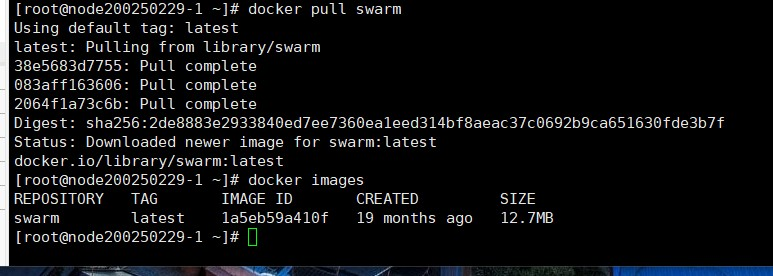 [root@node200250229-1 ~]# docker pull swarm
Using default tag: latest
latest: Pulling from library/swarm
38e5683d7755: Pull complete
083aff163606: Pull complete
2064f1a73c6b: Pull complete
Digest: sha256:2de8883e2933840ed7ee7360ea1eed314bf8aeac37c0692b9ca651630fde3b7f
Status: Downloaded newer image for swarm:latest
docker.io/library/swarm:latest
[root@node200250229-1 ~]# docker images
REPOSITORY   TAG       IMAGE ID       CREATED         SIZE
swarm        latest    1a5eb59a410f   19 months ago   12.7MB
[root@node200250229-1 ~]#